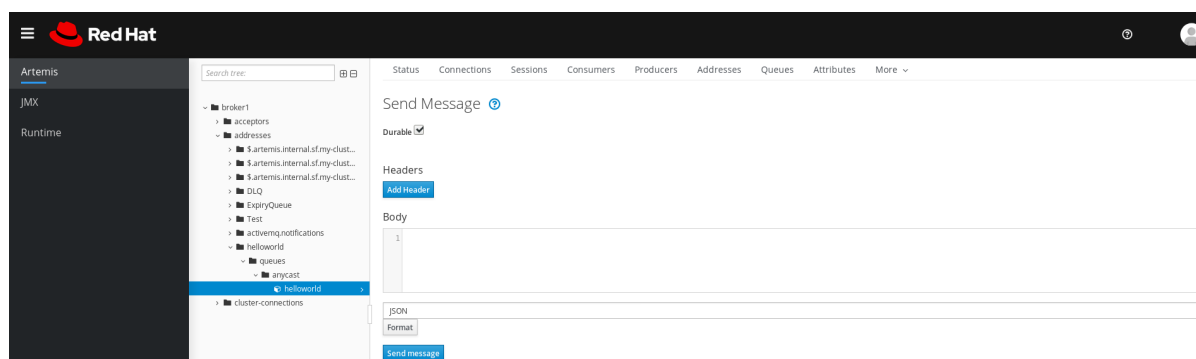 Red Hat
Artemis
JMX
Runtime
Search tree:
broker1
acceptors
addresses
$.artemis.internal.sf.my-clust...
$.artemis.internal.sf.my-clust...
$.artemis.internal.sf.my-clust...
DLQ
ExpiryQueue
Test
activemq.notifications
helloworld
queues
anycast
helloworld
cluster-connections
Status Connections Sessions Consumers Producers Addresses Queues Attributes More
Send Message
Durable
Headers
Add Header
Body
1
JSON
Format
Send message